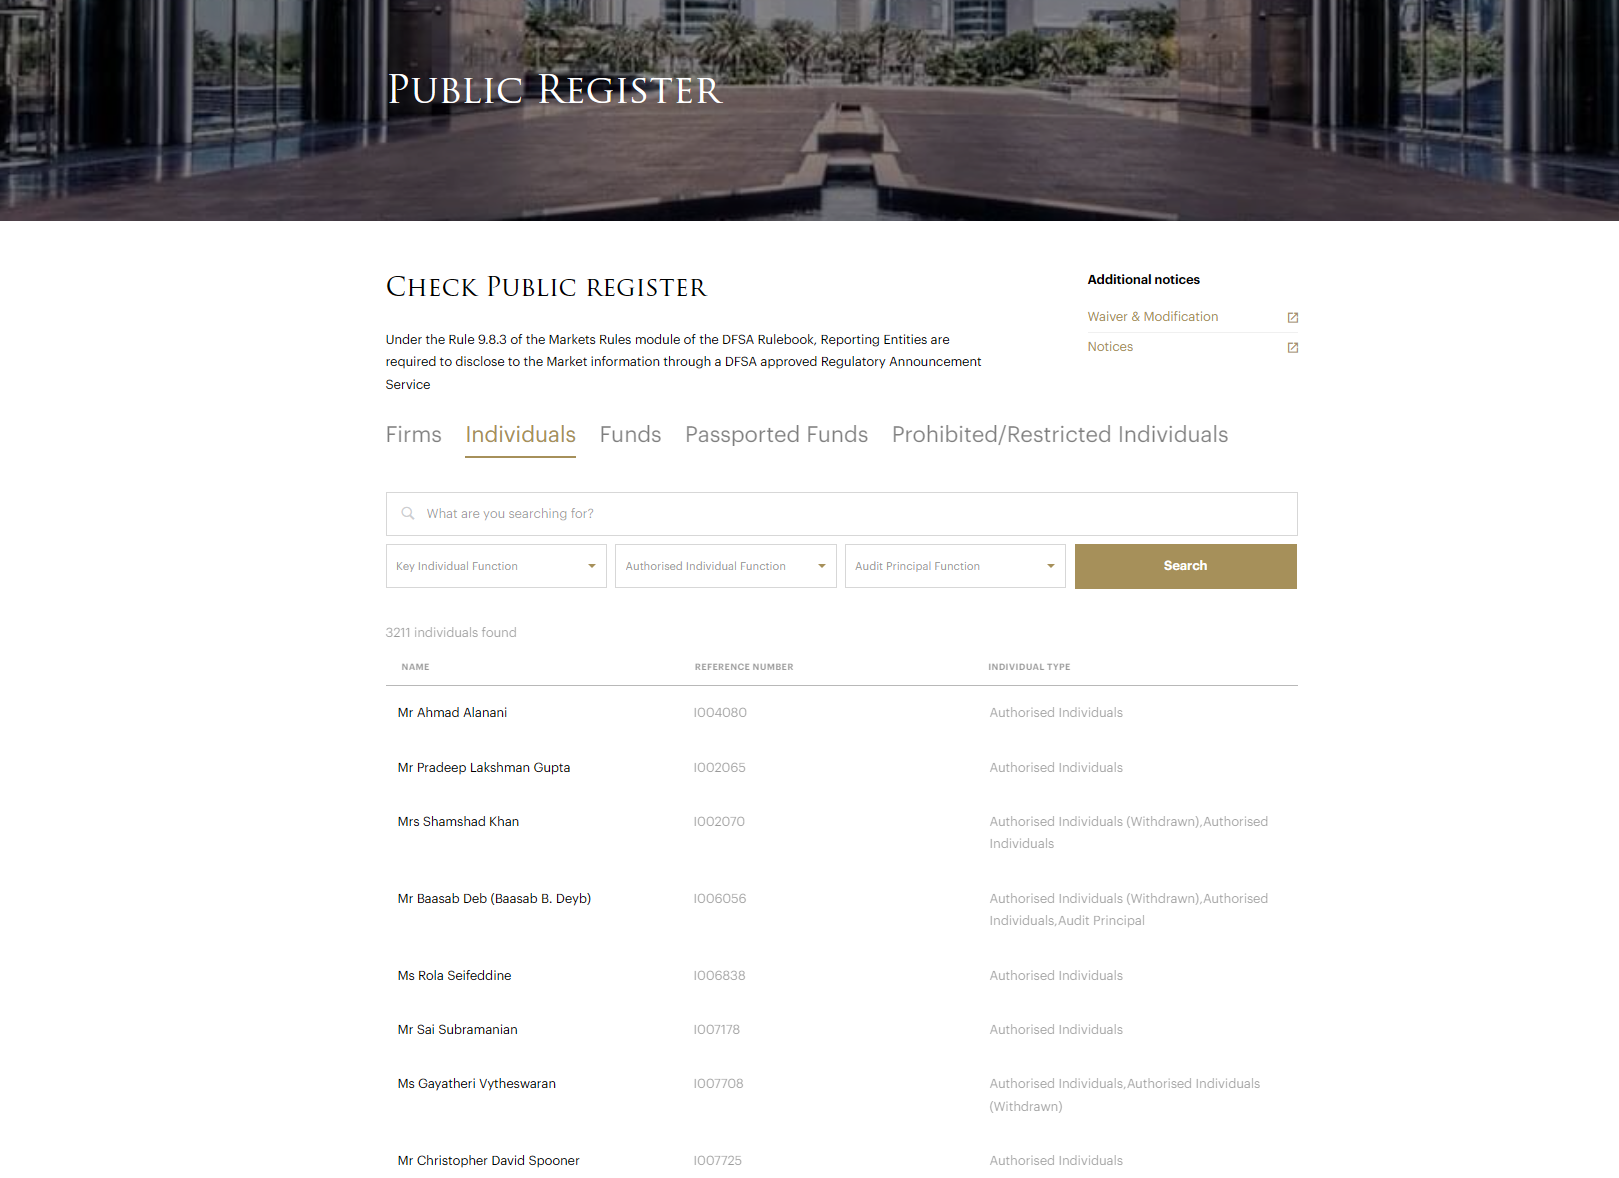 Public Register
Check Public register
Additional notices
Waiver & Modification
Notices
Under the Rule 9.8.3 of the Markets Rules module of the DFSA Rulebook, Reporting Entities are
required to disclose to the Market information through a DFSA approved Regulatory Announcement
Service
Firms Individuals Funds Passported Funds Prohibited/Restricted Individuals
What are you searching for?
Key Individual Function Authorised Individual Function Audit Principal Function Search
3211 individuals found
NAME REFERENCE NUMBER INDIVIDUAL TYPE
Mr Ahmad Alanani I004080 Authorised Individuals
Mr Pradeep Lakshman Gupta I002065 Authorised Individuals
Mrs Shamshad Khan I002070 Authorised Individuals (Withdrawn),Authorised
Individuals
Mr Baasab Deb (Baasab B. Deyb) I006056 Authorised Individuals (Withdrawn),Authorised
Individuals,Audit Principal
Ms Rola Seifeddine I006838 Authorised Individuals
Mr Sai Subramanian I007178 Authorised Individuals
Ms Gayatheri Vytheswaran I007708 Authorised Individuals,Authorised Individuals
(Withdrawn)
Mr Christopher David Spooner I007725 Authorised Individuals